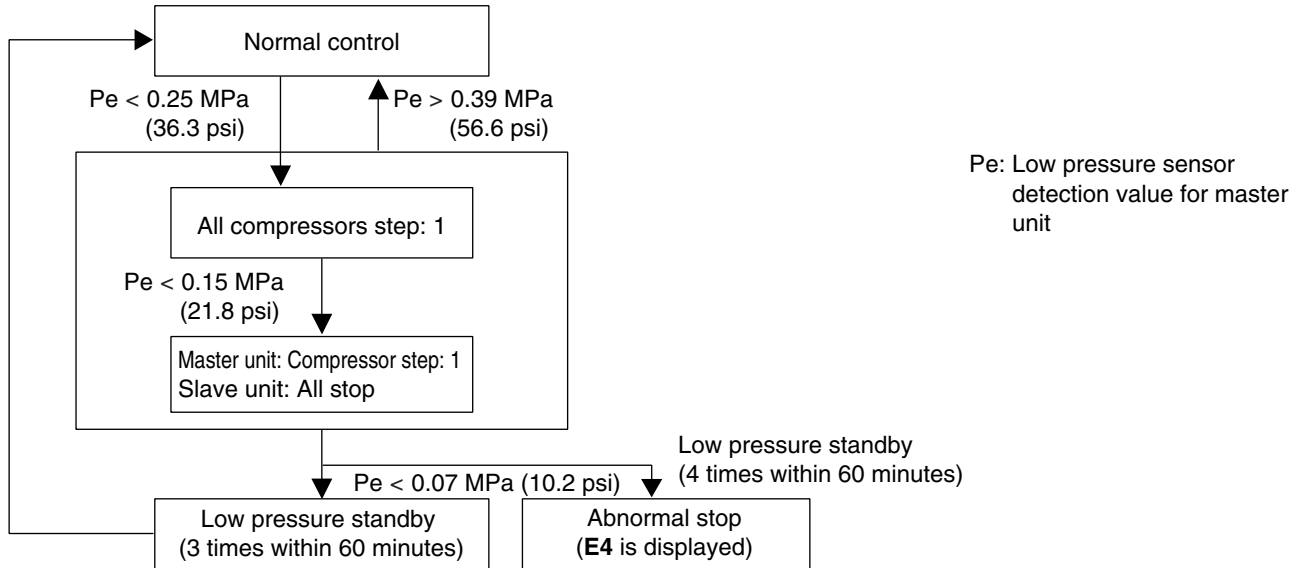 Normal control
Pe < 0.25 MPa
(36.3 psi)
Pe > 0.39 MPa
(56.6 psi)
Pe: Low pressure sensor
detection value for master
unit
All compressors step: 1
Pe < 0.15 MPa
(21.8 psi)
Master unit: Compressor step: 1
Slave unit: All stop
Low pressure standby
(4 times within 60 minutes)
Pe < 0.07 MPa (10.2 psi)
Low pressure standby
(3 times within 60 minutes)
Abnormal stop
(E4 is displayed)